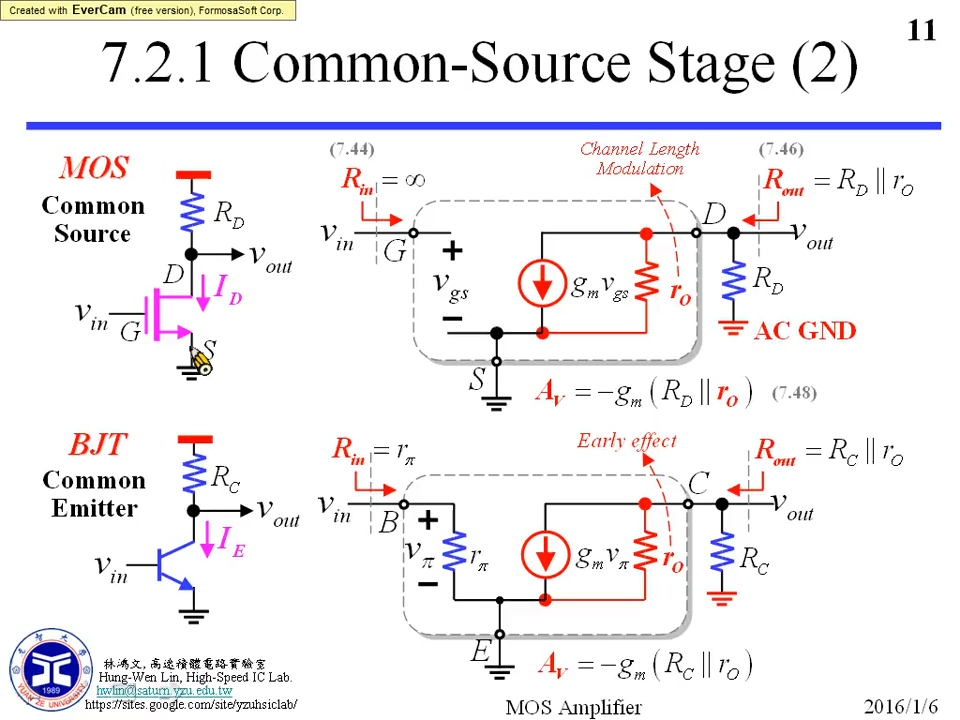 Created with EverCam (free version), FormosaSoft Corp.
11
7.2.1 Common-Source Stage (2)
MOS
Common
Source
R_D
D
v_out
I_D
v_in
G
S
(7.44)
R_in = ∞
Channel Length
Modulation
(7.46)
R_out = R_D || r_O
v_in
G
+
v_gs
−
g_m v_gs
r_O
D
v_out
R_D
AC GND
S
A_V = −g_m (R_D || r_O) (7.48)
BJT
Common
Emitter
R_C
v_out
I_E
v_in
R_in = r_π
Early effect
R_out = R_C || r_O
v_in
B
+
v_π
−
r_π
g_m v_π
r_O
C
v_out
R_C
E
A_V = −g_m (R_C || r_O)
林鴻文, 高速積體電路實驗室
Hung-Wen Lin, High-Speed IC Lab.
hwlin@saturn.yzu.edu.tw
https://sites.google.com/site/yzuhsiclab/
YUAN ZE UNIVERSITY
1989
MOS Amplifier
2016/1/6